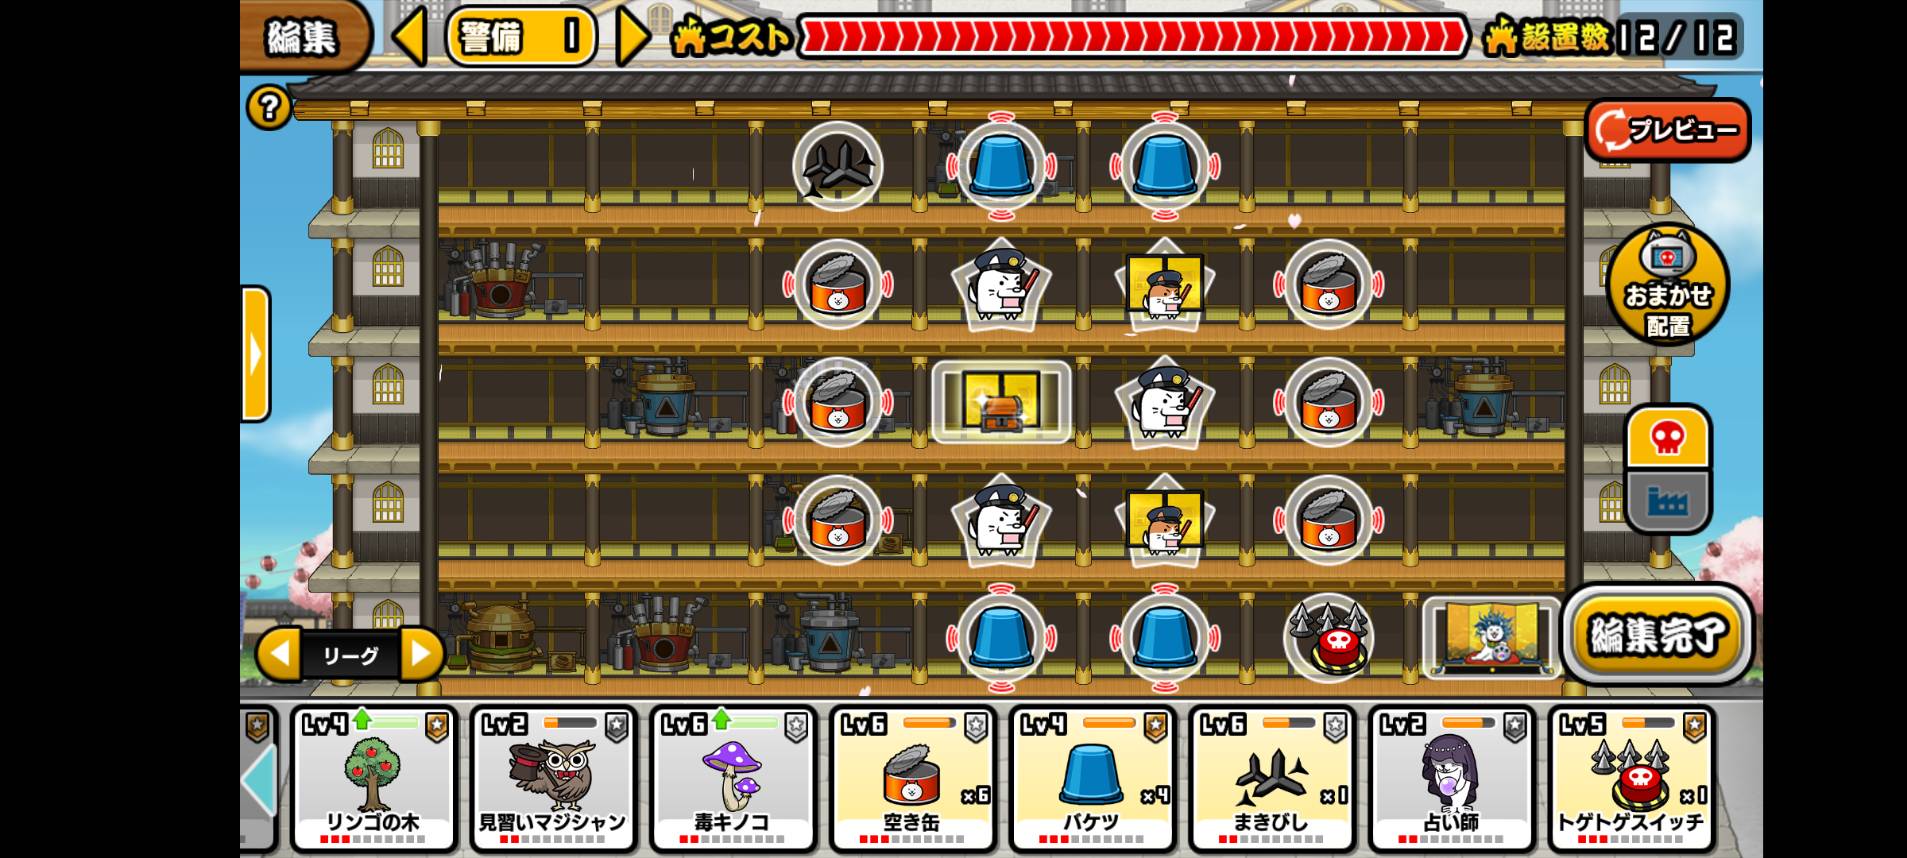 編集
警備 1
コスト
設置数 12/12
?
プレビュー
おまかせ
配置
リーグ
編集完了
Lv4
リンゴの木
Lv2
見習いマジシャン
Lv6
毒キノコ
Lv6
×6
空き缶
Lv4
×4
バケツ
Lv6
×1
まきびし
Lv2
占い師
Lv5
×1
トゲトゲスイッチ